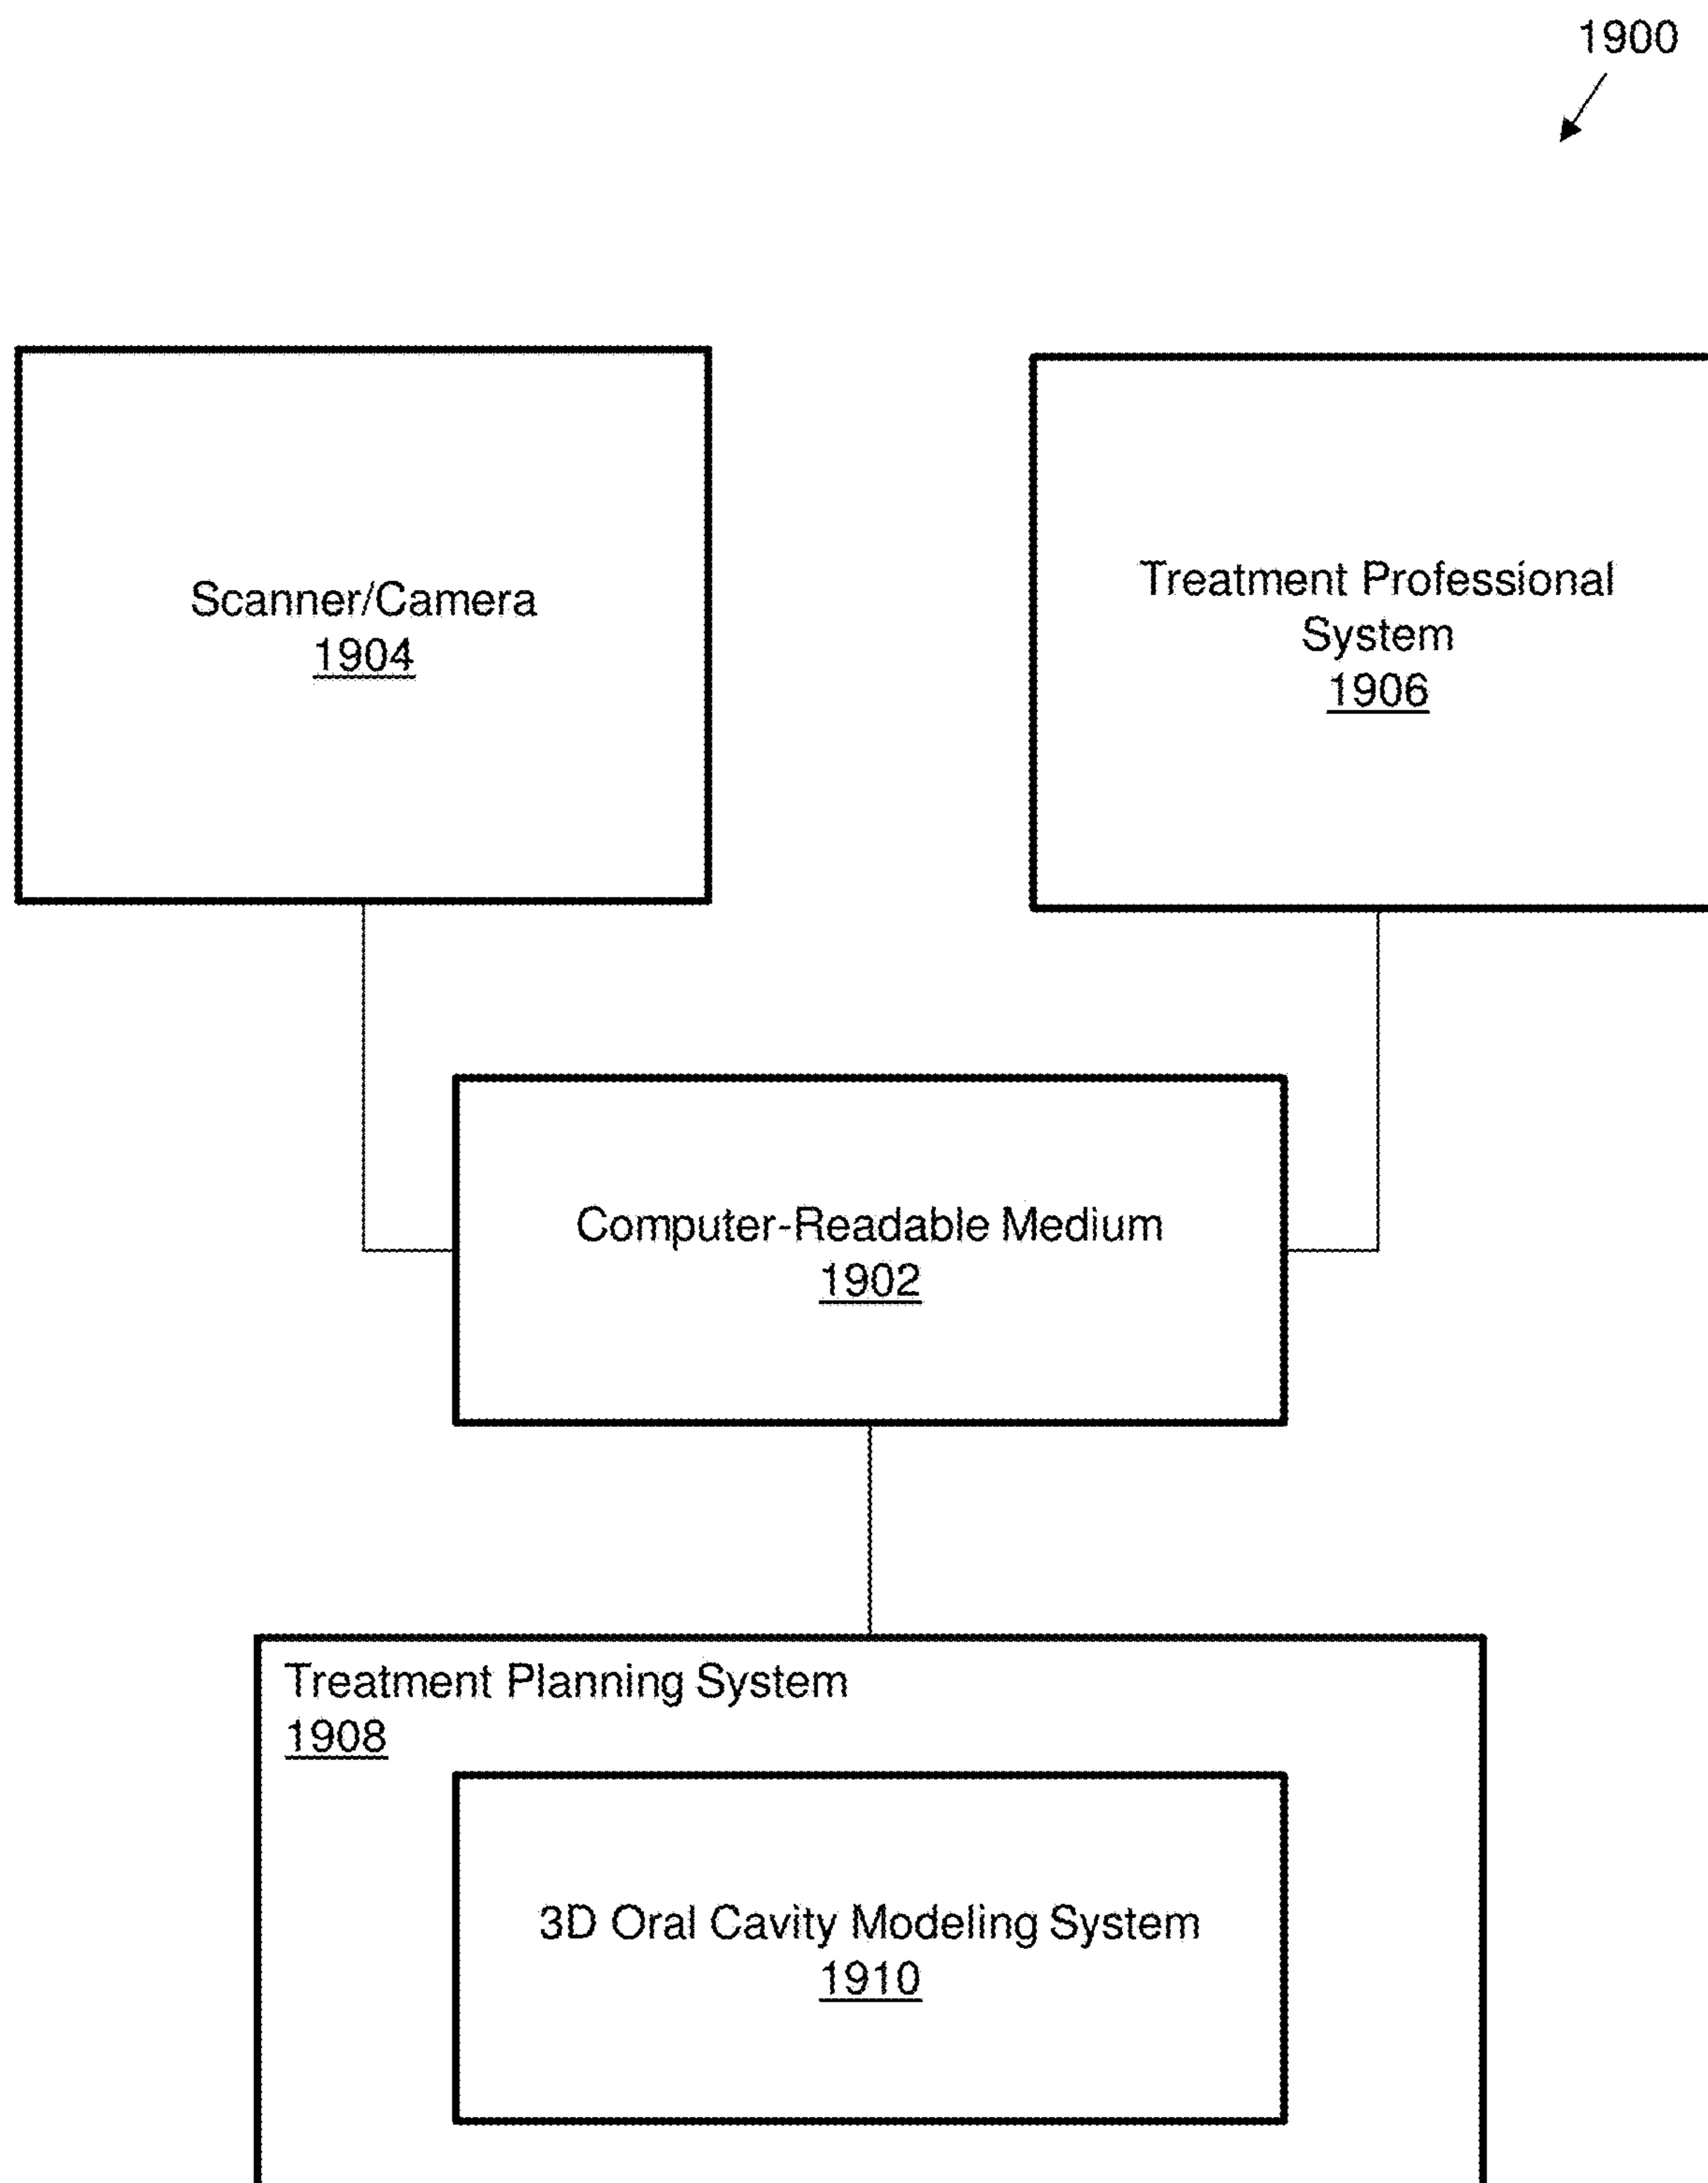 1900
Scanner/Camera
1904
Treatment Professional
System
1906
Computer-Readable Medium
1902
Treatment Planning System
1908
3D Oral Cavity Modeling System
1910